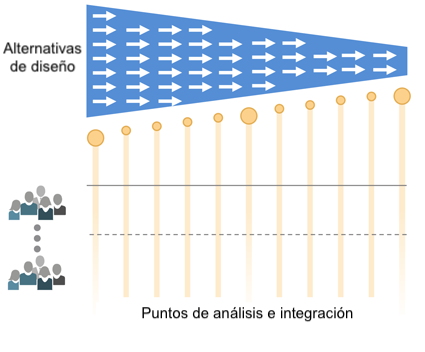 Alternativas
de diseño
Puntos de análisis e integración